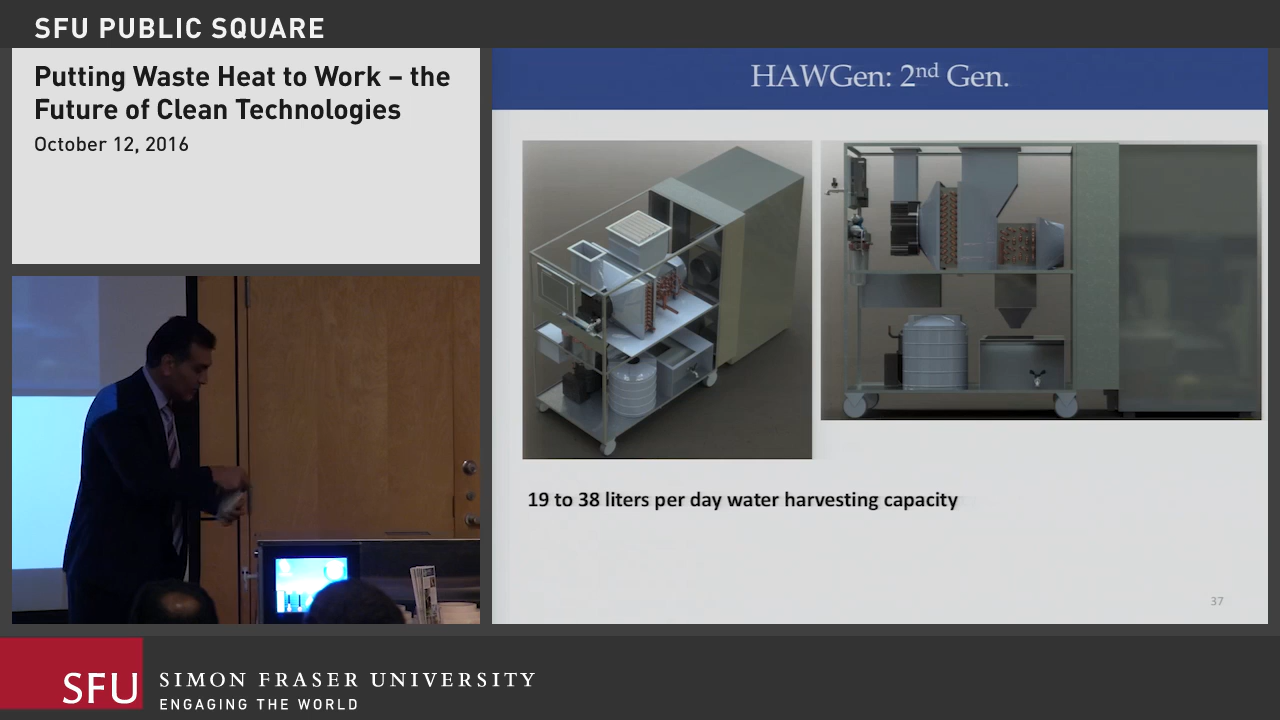 SFU PUBLIC SQUARE
Putting Waste Heat to Work – the
Future of Clean Technologies
October 12, 2016
HAWGen: 2nd Gen.
19 to 38 liters per day water harvesting capacity
37
SFU
SIMON FRASER UNIVERSITY
ENGAGING THE WORLD